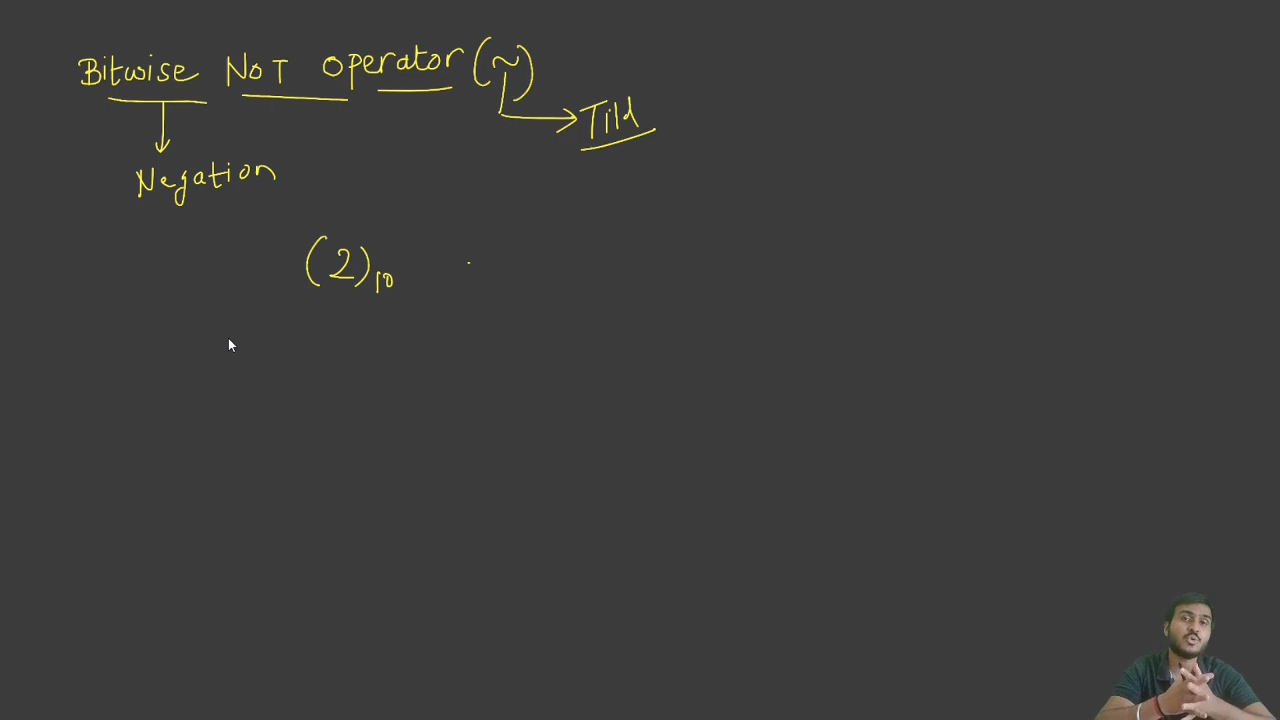 Bitwise NOT Operator (~)
Tild
Negation
(2)10